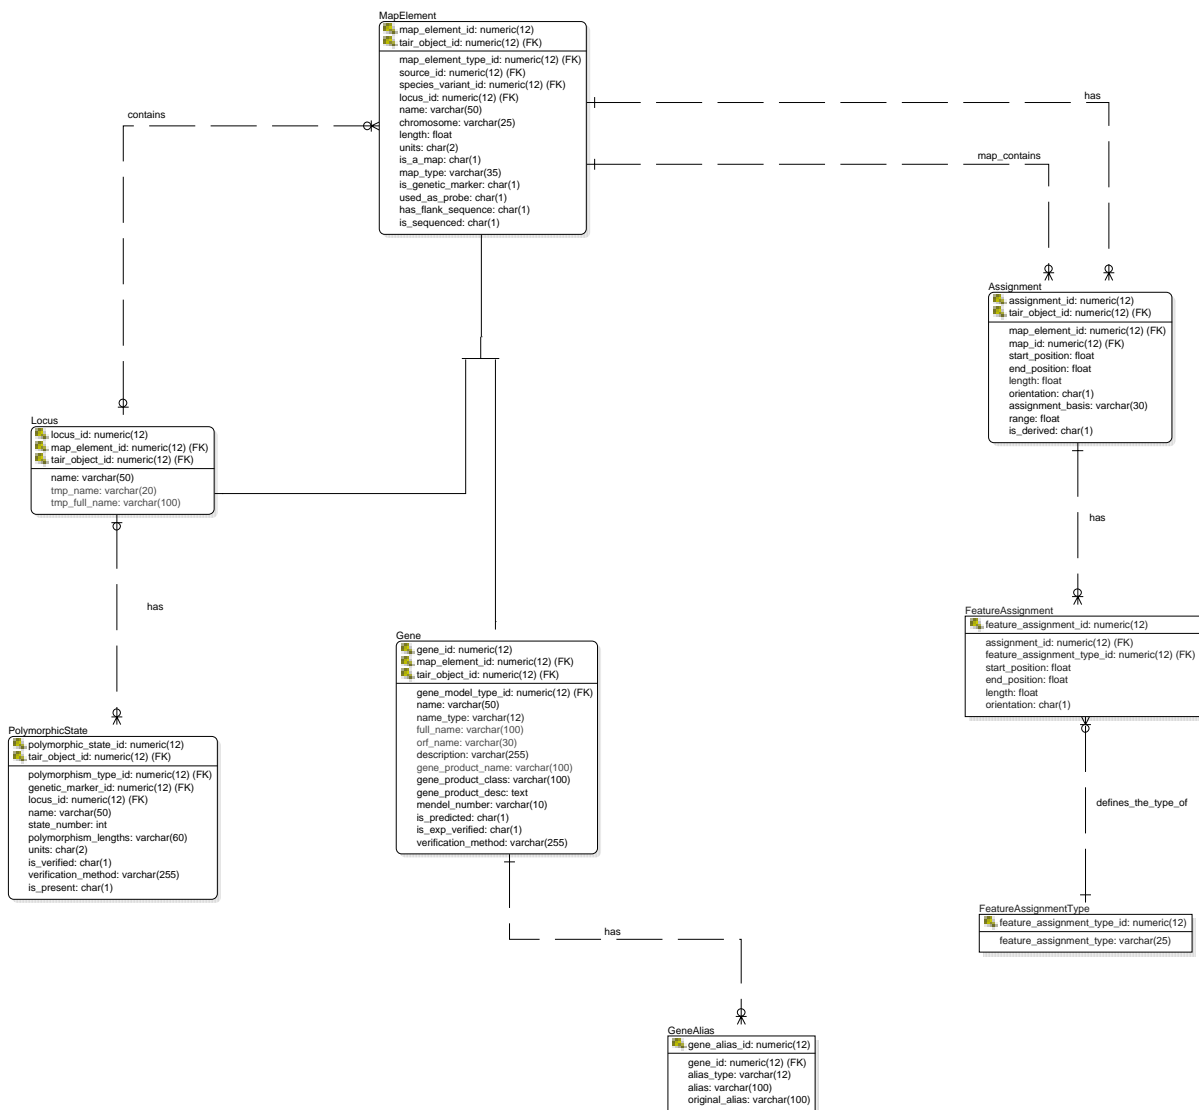 MapElement
map_element_id: numeric(12)
tair_object_id: numeric(12) (FK)
map_element_type_id: numeric(12) (FK)
source_id: numeric(12) (FK)
species_variant_id: numeric(12) (FK)
locus_id: numeric(12) (FK)
name: varchar(50)
chromosome: varchar(25)
length: float
units: char(2)
is_a_map: char(1)
map_type: varchar(35)
is_genetic_marker: char(1)
used_as_probe: char(1)
has_flank_sequence: char(1)
is_sequenced: char(1)
contains
has
map_contains
Assignment
assignment_id: numeric(12)
tair_object_id: numeric(12) (FK)
map_element_id: numeric(12) (FK)
map_id: numeric(12) (FK)
start_position: float
end_position: float
length: float
orientation: char(1)
assignment_basis: varchar(30)
range: float
is_derived: char(1)
Locus
locus_id: numeric(12)
map_element_id: numeric(12) (FK)
tair_object_id: numeric(12) (FK)
name: varchar(50)
tmp_name: varchar(20)
tmp_full_name: varchar(100)
has
has
FeatureAssignment
feature_assignment_id: numeric(12)
assignment_id: numeric(12) (FK)
feature_assignment_type_id: numeric(12) (FK)
start_position: float
end_position: float
length: float
orientation: char(1)
Gene
gene_id: numeric(12)
map_element_id: numeric(12) (FK)
tair_object_id: numeric(12) (FK)
gene_model_type_id: numeric(12) (FK)
name: varchar(50)
name_type: varchar(12)
full_name: varchar(100)
orf_name: varchar(30)
description: varchar(255)
gene_product_name: varchar(100)
gene_product_class: varchar(100)
gene_product_desc: text
mendel_number: varchar(10)
is_predicted: char(1)
is_exp_verified: char(1)
verification_method: varchar(255)
PolymorphicState
polymorphic_state_id: numeric(12)
tair_object_id: numeric(12) (FK)
polymorphism_type_id: numeric(12) (FK)
genetic_marker_id: numeric(12) (FK)
locus_id: numeric(12) (FK)
name: varchar(50)
state_number: int
polymorphism_lengths: varchar(60)
units: char(2)
is_verified: char(1)
verification_method: varchar(255)
is_present: char(1)
defines_the_type_of
FeatureAssignmentType
feature_assignment_type_id: numeric(12)
feature_assignment_type: varchar(25)
has
GeneAlias
gene_alias_id: numeric(12)
gene_id: numeric(12) (FK)
alias_type: varchar(12)
alias: varchar(100)
original_alias: varchar(100)